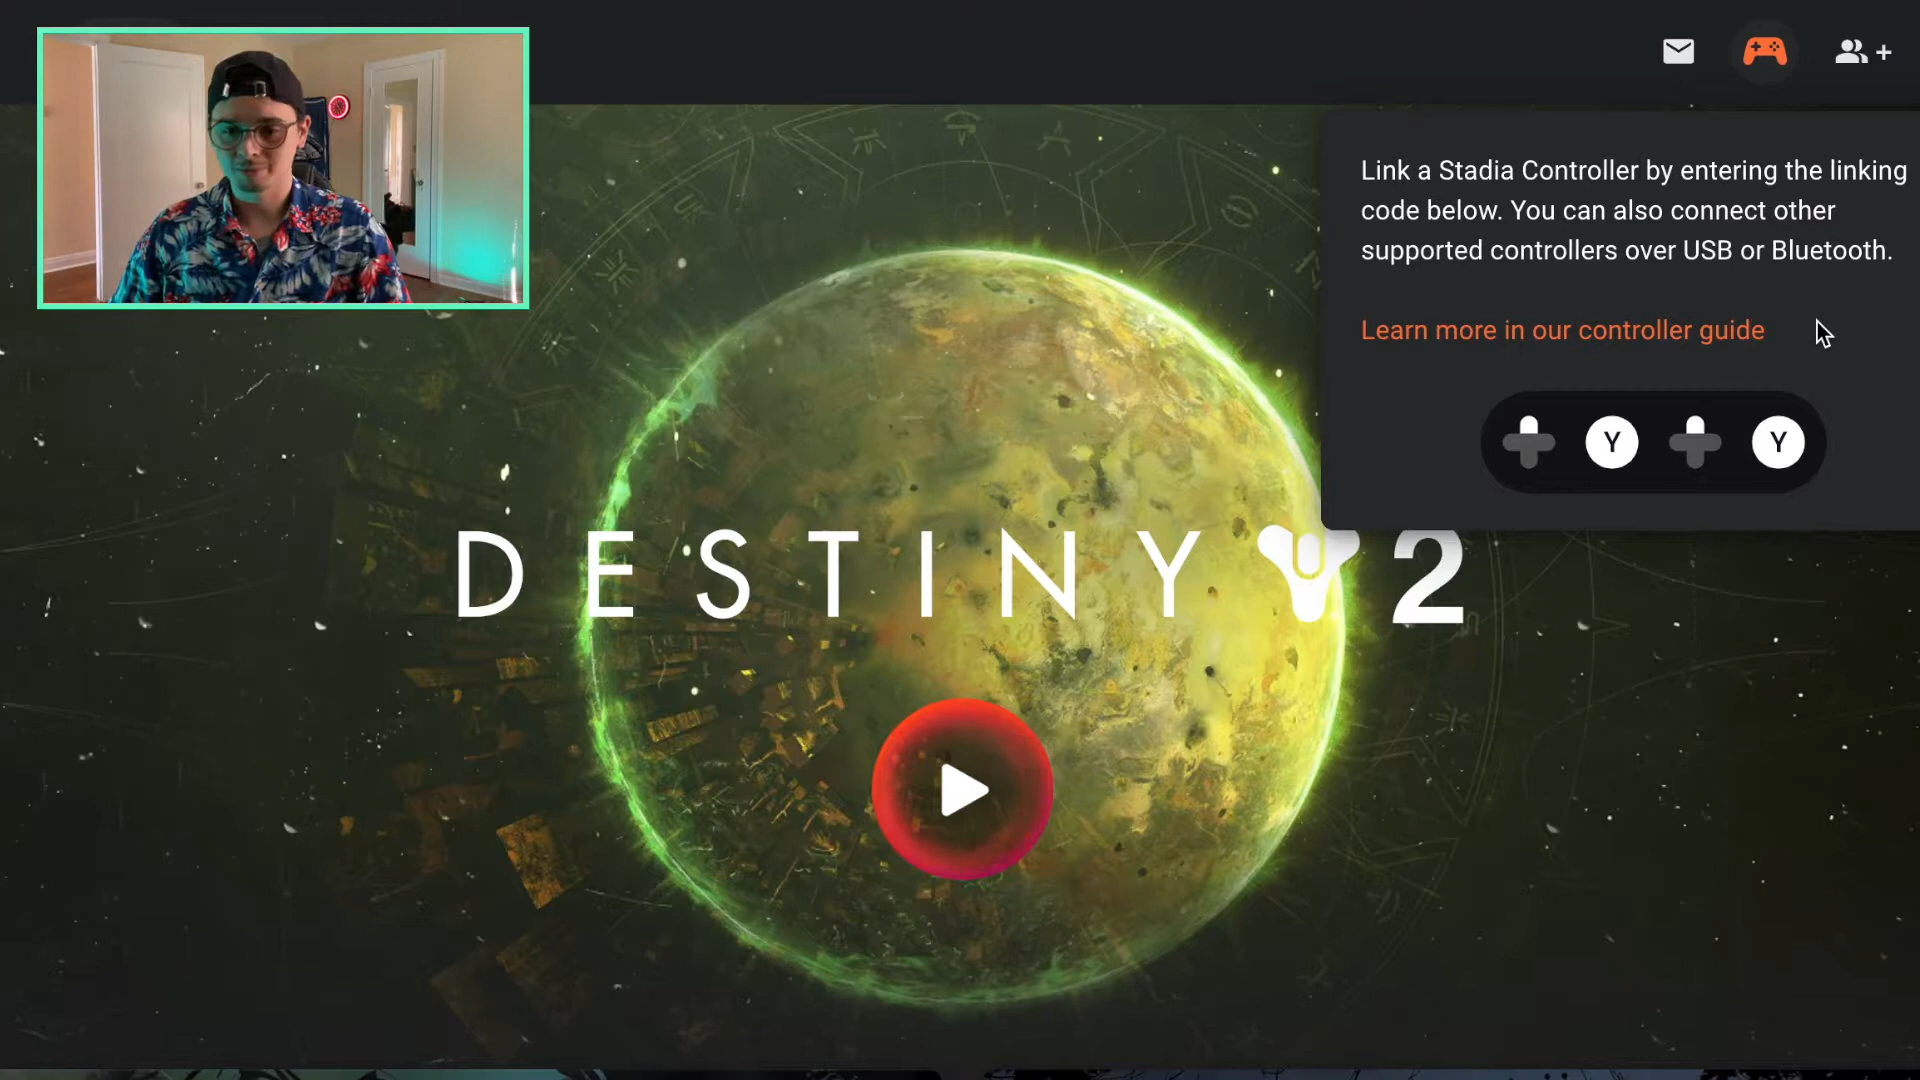 Link a Stadia Controller by entering the linking
code below. You can also connect other
supported controllers over USB or Bluetooth.
Learn more in our controller guide
Y Y
DESTINY 2